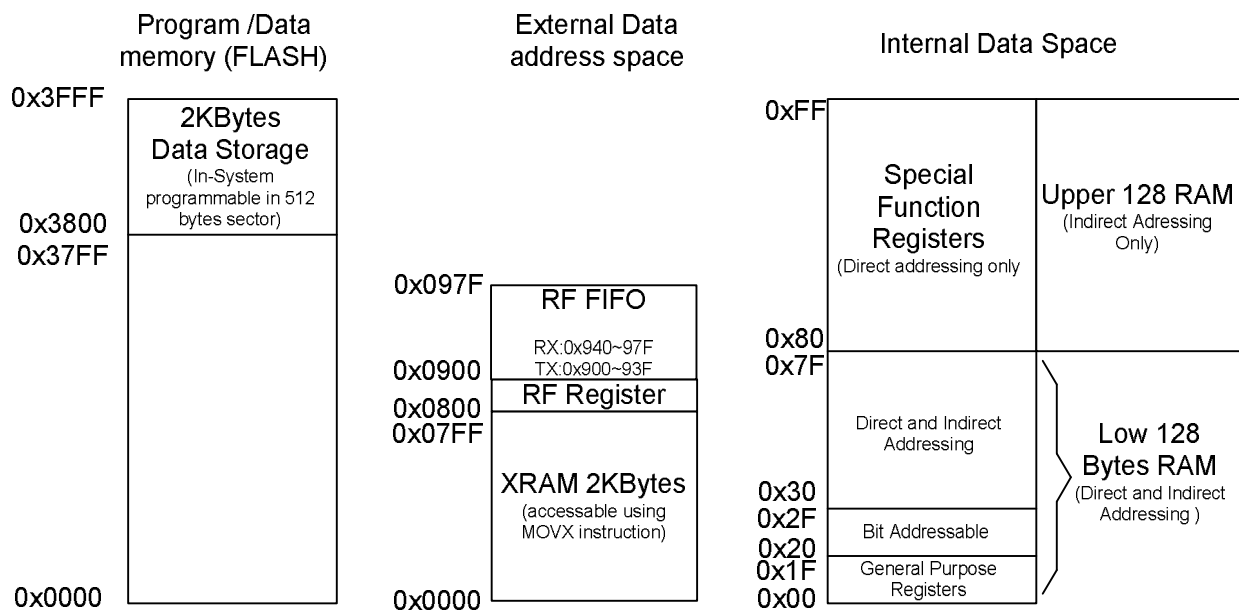 Program /Data
memory (FLASH)
0x3FFF
2KBytes
Data Storage
(In-System
programmable in 512
bytes sector)
0x3800
0x37FF
0x0000
External Data
address space
0x097F
RF FIFO
RX:0x940~97F
TX:0x900~93F
0x0900
RF Register
0x0800
0x07FF
XRAM 2KBytes
(accessable using
MOVX instruction)
0x0000
Internal Data Space
0xFF
Special
Function
Registers
(Direct addressing only
Upper 128 RAM
(Indirect Adressing
Only)
0x80
0x7F
Direct and Indirect
Addressing
Low 128
Bytes RAM
(Direct and Indirect
Addressing )
0x30
0x2F
Bit Addressable
0x20
0x1F
General Purpose
Registers
0x00